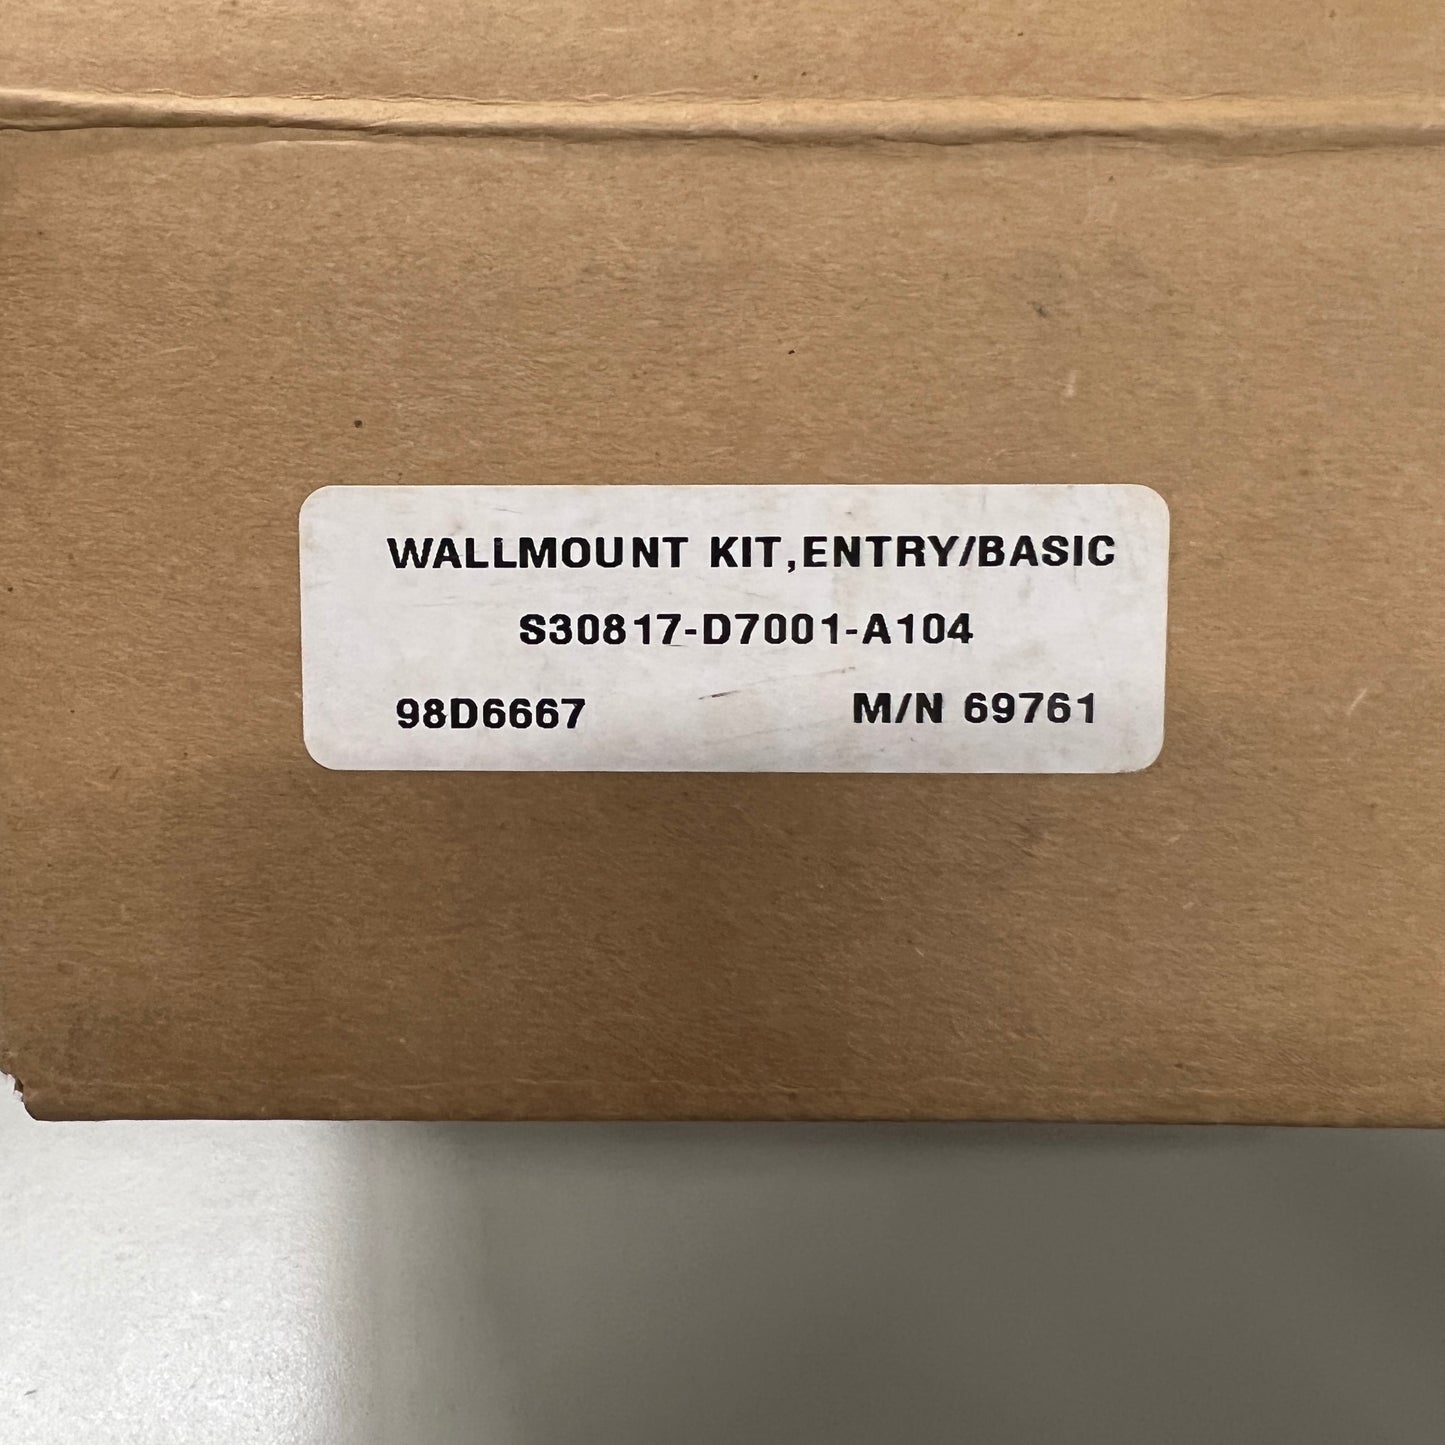 WALLMOUNT KIT,ENTRY/BASIC
S30817-D7001-A104
98D6667 M/N 69761